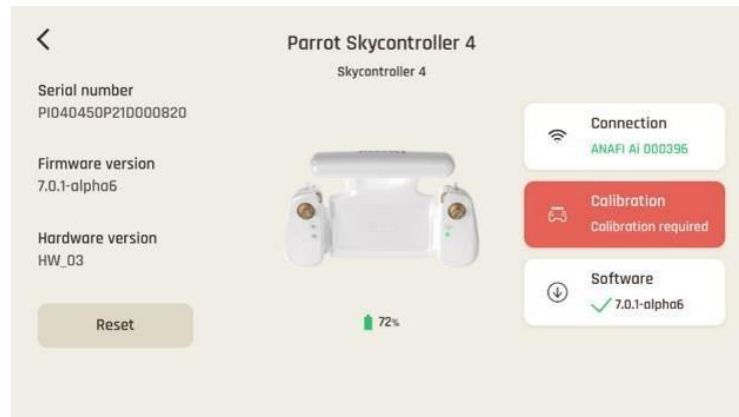 Parrot Skycontroller 4
Skycontroller 4
Serial number
PI040450P21D000820
Firmware version
7.0.1-alpha6
Hardware version
HW_03
Reset
72%
Connection
ANAFI Ai 000396
Calibration
Calibration required
Software
7.0.1-alpha6